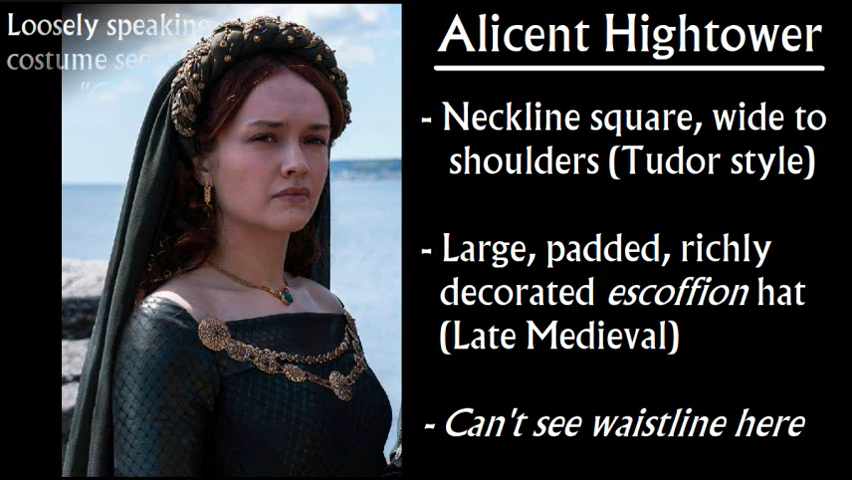 Loosely speaking
costume
Alicent Hightower
- Neckline square, wide to
shoulders (Tudor style)
- Large, padded, richly
decorated escoffion hat
(Late Medieval)
- Can't see waistline here